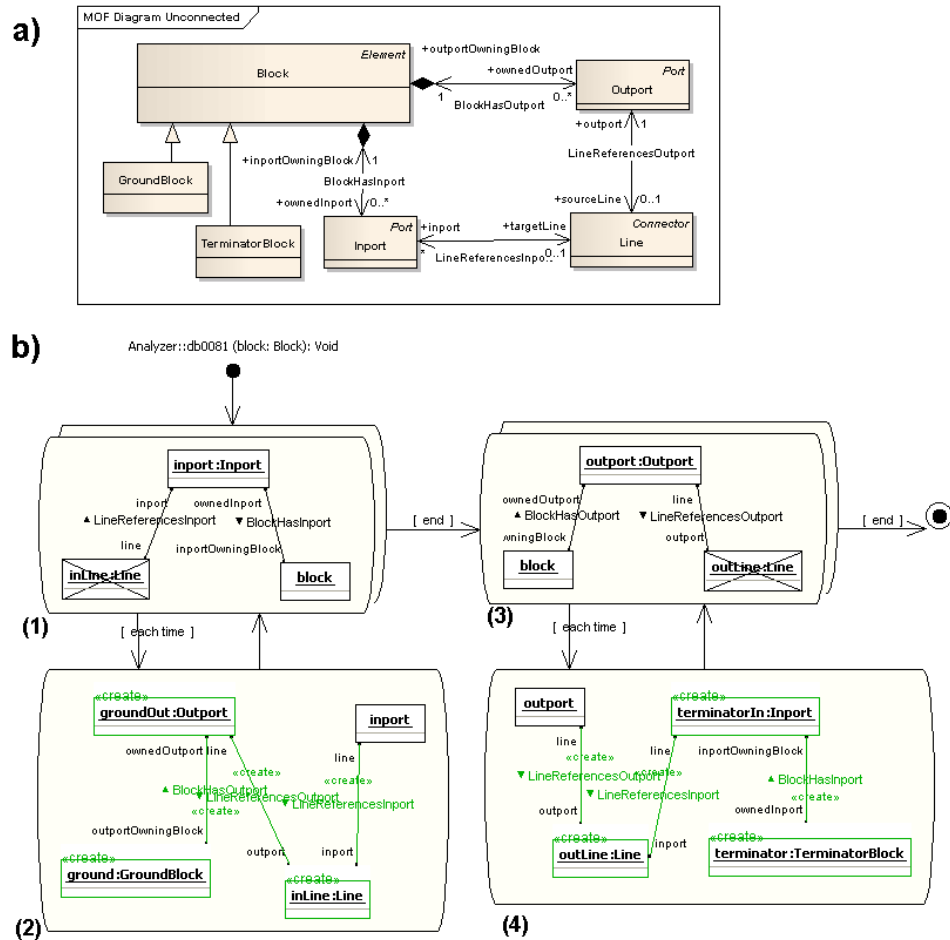 a)
MOF Diagram Unconnected
Element
Block
+outportOwningBlock
+ownedOutport
1
0..*
BlockHasOutport
Port
Outport
+outport
1
LineReferencesOutport
+sourceLine
0..1
+inportOwningBlock
1
BlockHasInport
+ownedInport
0..*
GroundBlock
TerminatorBlock
Port
Inport
+inport
*
+targetLine
0..1
LineReferencesInpo..
Connector
Line
b)
Analyzer::db0081 (block: Block): Void
inport :Inport
inport
ownedInport
▲ LineReferencesInport
▼ BlockHasInport
line
inportOwningBlock
inLine :Line
block
(1)
[ end ]
[ each time ]
outport :Outport
ownedOutport
line
▲ BlockHasOutport
▼ LineReferencesOutport
wningBlock
outport
block
outLine :Line
(3)
[ end ]
[ each time ]
«create»
groundOut :Outport
inport
ownedOutport
line
line
«create»
«create»
▲ BlockHasOutport
▼ LineReferencesOutport
▼ LineReferencesInport
«create»
outportOwningBlock
outport
inport
«create»
ground :GroundBlock
«create»
inLine :Line
(2)
outport
«create»
terminatorIn :Inport
line
line
inportOwningBlock
«create»
«create»
▼ LineReferencesOutport
▼ LineReferencesInport
▲ BlockHasInport
«create»
outport
ownedInport
«create»
outLine :Line
inport
«create»
terminator :TerminatorBlock
(4)